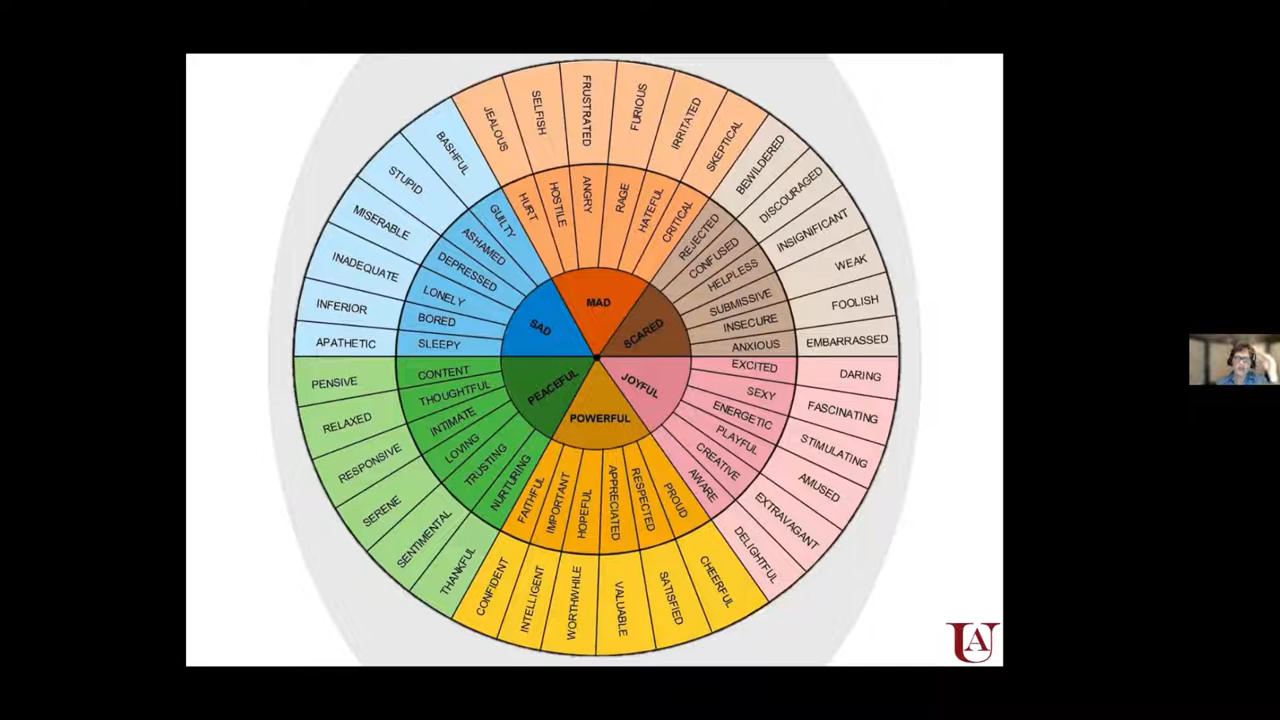 JEALOUS
SELFISH
FRUSTRATED
FURIOUS
IRRITATED
SKEPTICAL
BEWILDERED
DISCOURAGED
INSIGNIFICANT
WEAK
FOOLISH
EMBARRASSED
DARING
FASCINATING
STIMULATING
AMUSED
EXTRAVAGANT
DELIGHTFUL
CHEERFUL
SATISFIED
VALUABLE
WORTHWHILE
INTELLIGENT
CONFIDENT
THANKFUL
SENTIMENTAL
SERENE
RESPONSIVE
RELAXED
PENSIVE
APATHETIC
INFERIOR
INADEQUATE
MISERABLE
STUPID
BASHFUL
HURT
HOSTILE
ANGRY
RAGE
HATEFUL
CRITICAL
REJECTED
CONFUSED
HELPLESS
SUBMISSIVE
INSECURE
ANXIOUS
EXCITED
SEXY
ENERGETIC
PLAYFUL
CREATIVE
AWARE
PROUD
RESPECTED
APPRECIATED
HOPEFUL
IMPORTANT
FAITHFUL
NURTURING
TRUSTING
LOVING
INTIMATE
THOUGHTFUL
CONTENT
SLEEPY
BORED
LONELY
DEPRESSED
ASHAMED
GUILTY
MAD
SCARED
JOYFUL
POWERFUL
PEACEFUL
SAD
UA